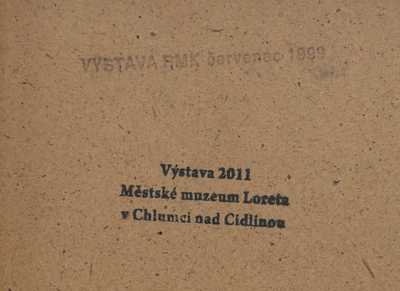 VÝSTAVA RMK červenec 1999
Výstava 2011
Městské muzeum Loreta
v Chlumci nad Cidlinou